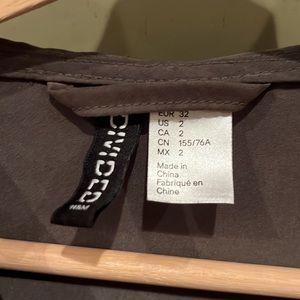 DIVIDED
H&M
EUR 32
US 2
CA 2
CN 155/76A
MX 2
Made in
China
Fabriqué en
Chine